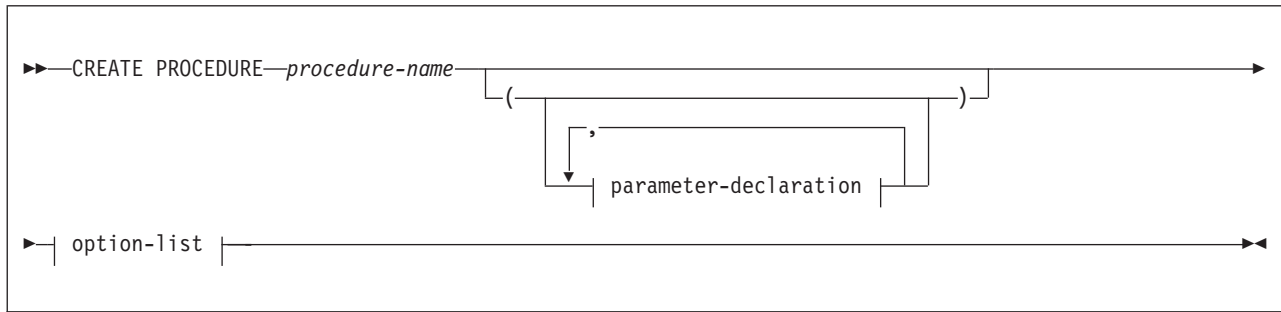 CREATE PROCEDURE procedure-name
( )
,
parameter-declaration
option-list